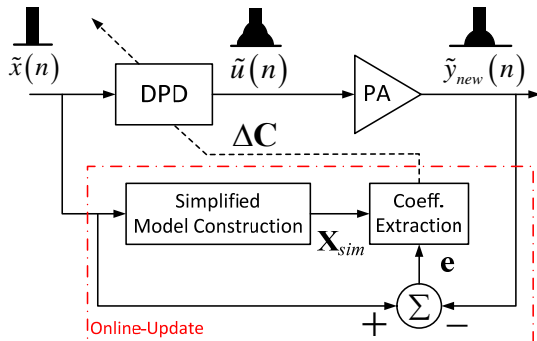 x̃(n)
DPD
ũ(n)
PA
ỹ_new(n)
ΔC
Simplified
Model Construction
X_sim
Coeff.
Extraction
e
Σ
+
−
Online-Update